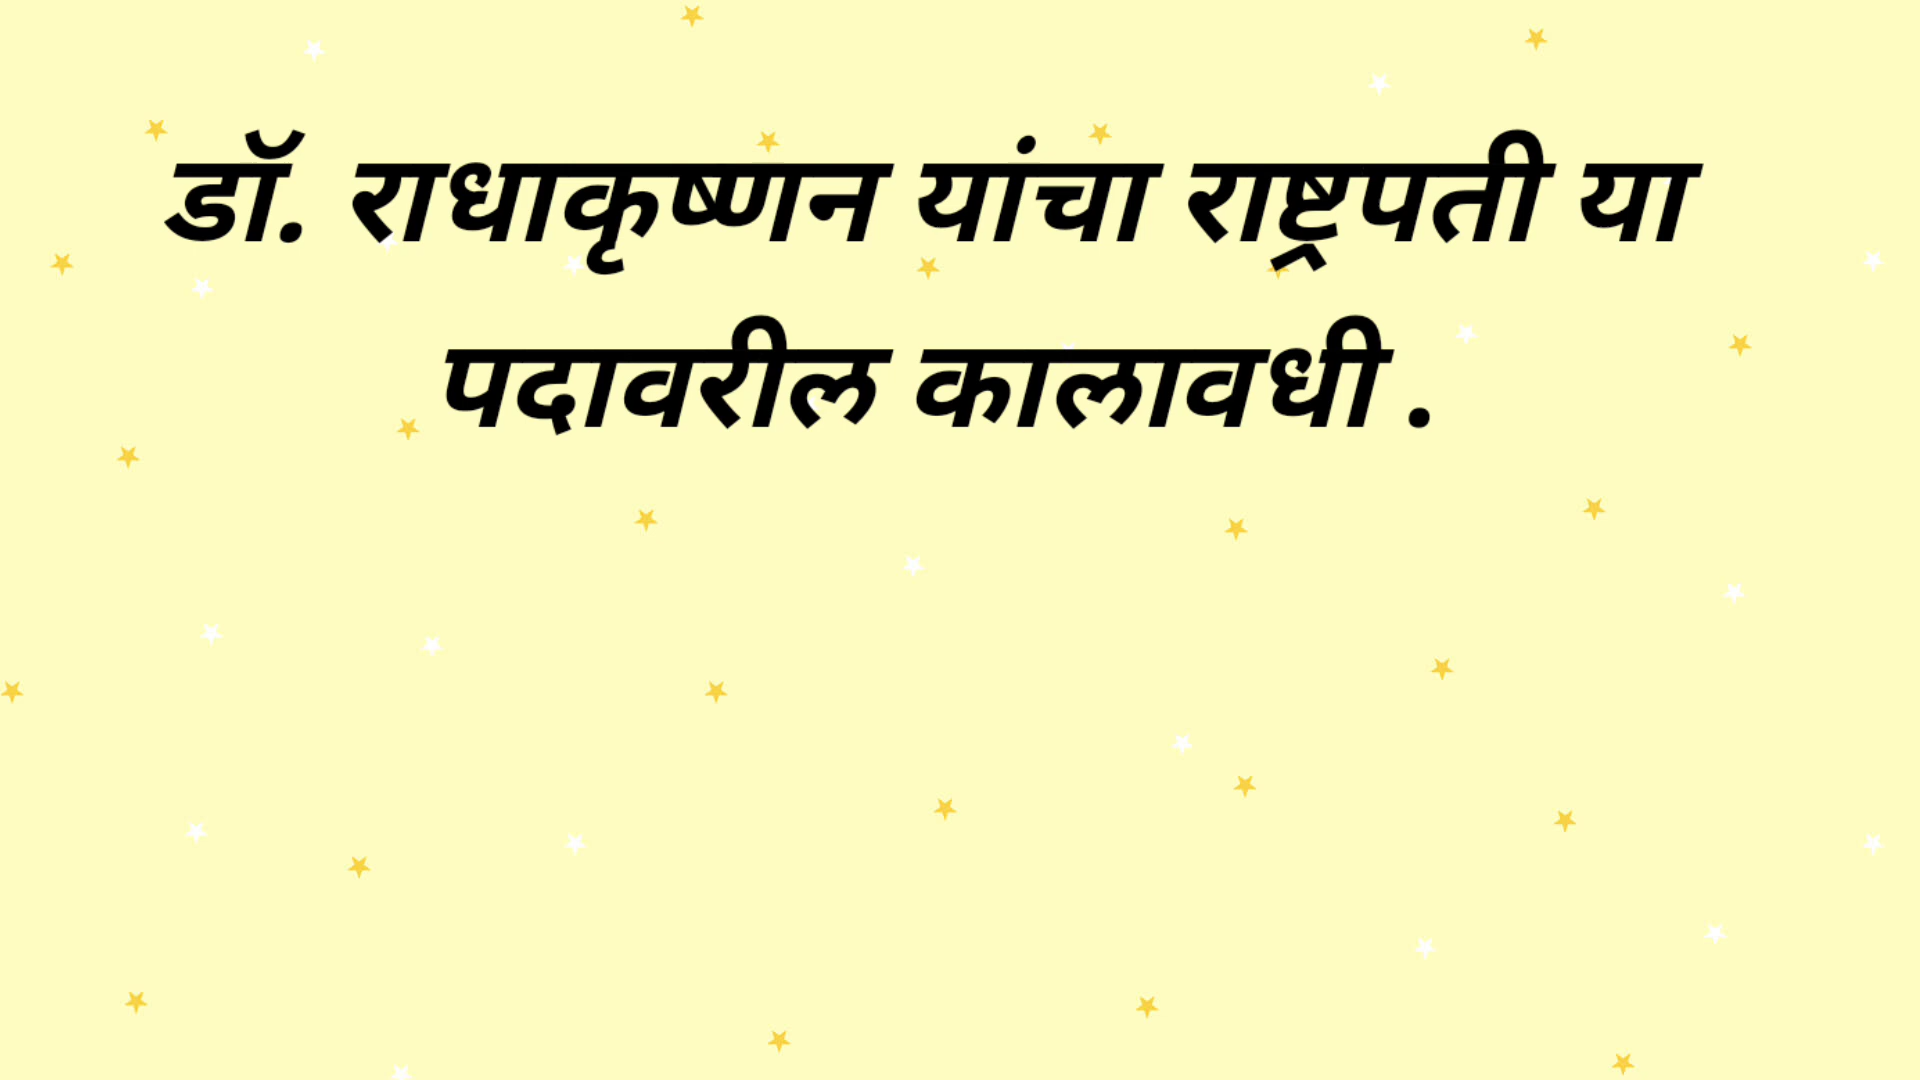 डॉ. राधाकृष्णन यांचा राष्ट्रपती या
पदावरील कालावधी .